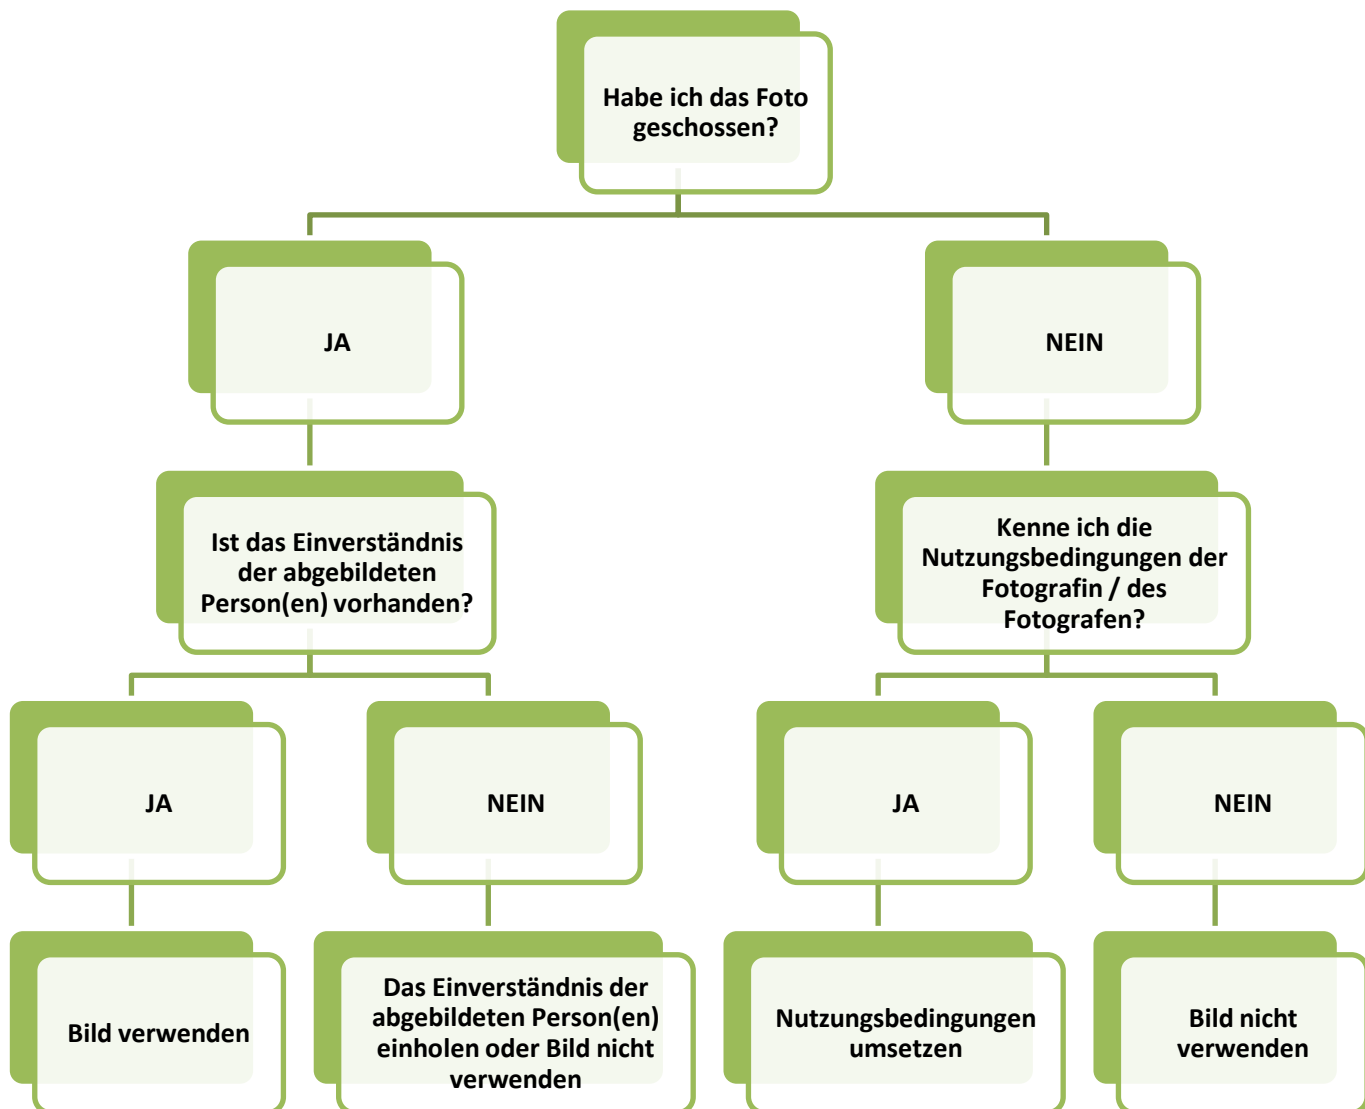 Habe ich das Foto
geschossen?
JA
NEIN
Ist das Einverständnis
der abgebildeten
Person(en) vorhanden?
Kenne ich die
Nutzungsbedingungen der
Fotografin / des
Fotografen?
JA
NEIN
JA
NEIN
Bild verwenden
Das Einverständnis der
abgebildeten Person(en)
einholen oder Bild nicht
verwenden
Nutzungsbedingungen
umsetzen
Bild nicht
verwenden